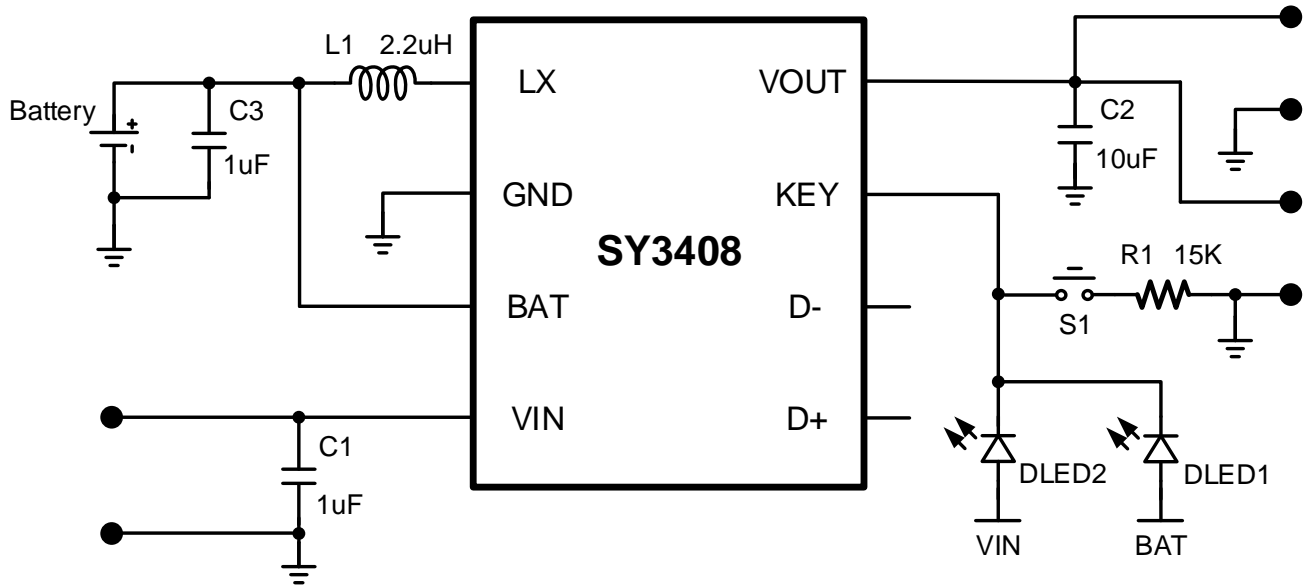 L1 2.2uH
LX
VOUT
Battery
+
-
C3
1uF
C2
10uF
GND
KEY
SY3408
R1 15K
BAT
D-
S1
VIN
D+
C1
1uF
DLED2
DLED1
VIN
BAT